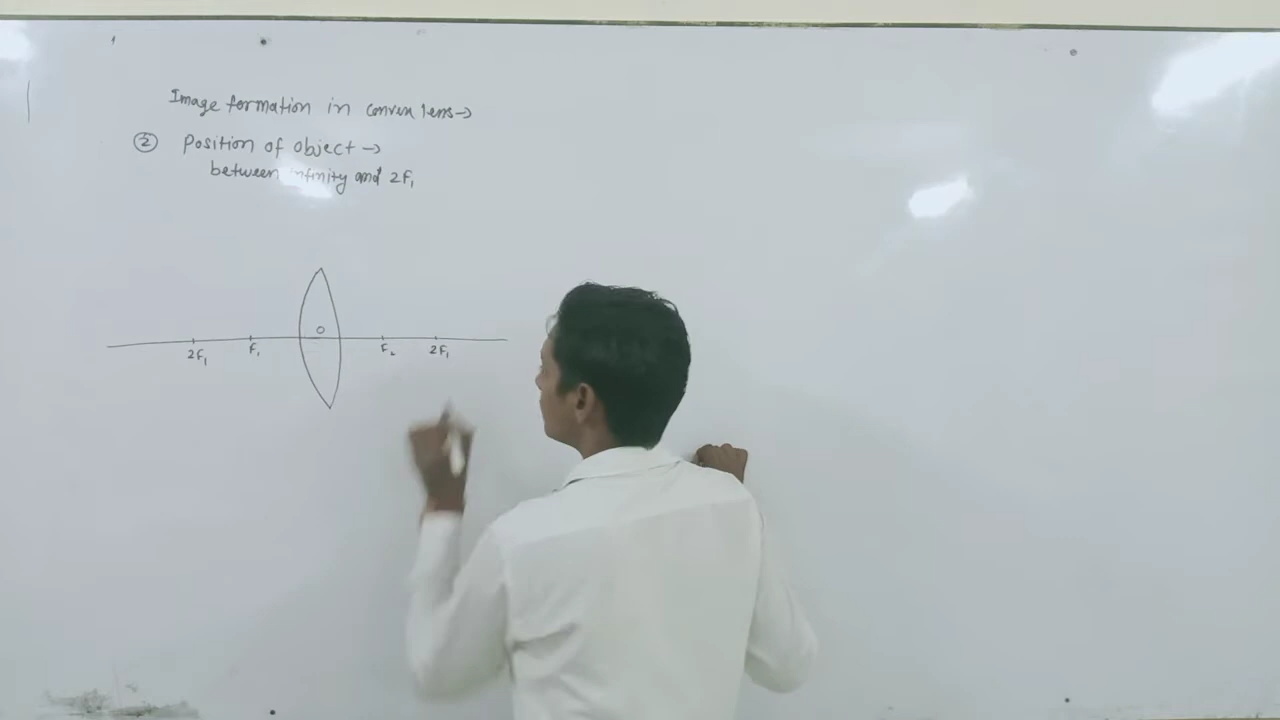 Image formation in convex lens→
② Position of object →
between infinity and 2F₁
O
2F₁ F₁ F₂ 2F₁